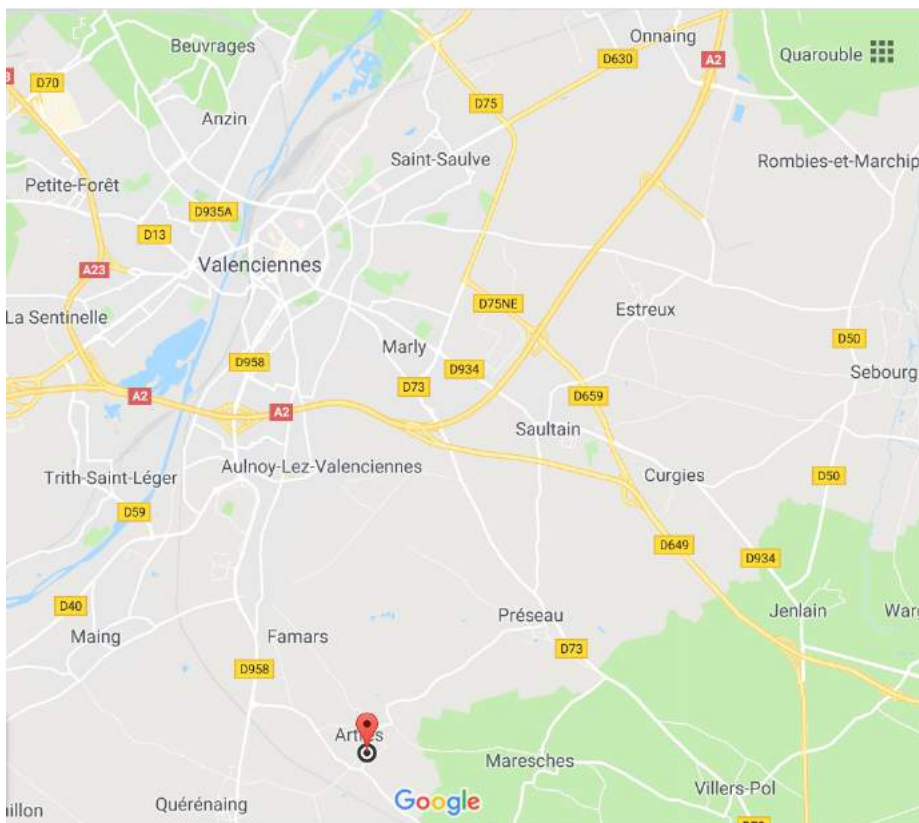 Onnaing
Beuvrages
D630
A2
Quarouble
D70
D75
Anzin
Saint-Saulve
Rombies-et-Marchip
Petite-Forêt
D935A
D13
Valenciennes
A23
D75NE
Estreux
La Sentinelle
D50
Marly
D958
D934
D73
Sebourg
A2
D659
A2
Saultain
Aulnoy-Lez-Valenciennes
Trith-Saint-Léger
Curgies
D50
D59
D649
D934
D40
Préseau
Jenlain
Maing
Famars
D73
D958
Maresches
Villers-Pol
Quérénaing
Google